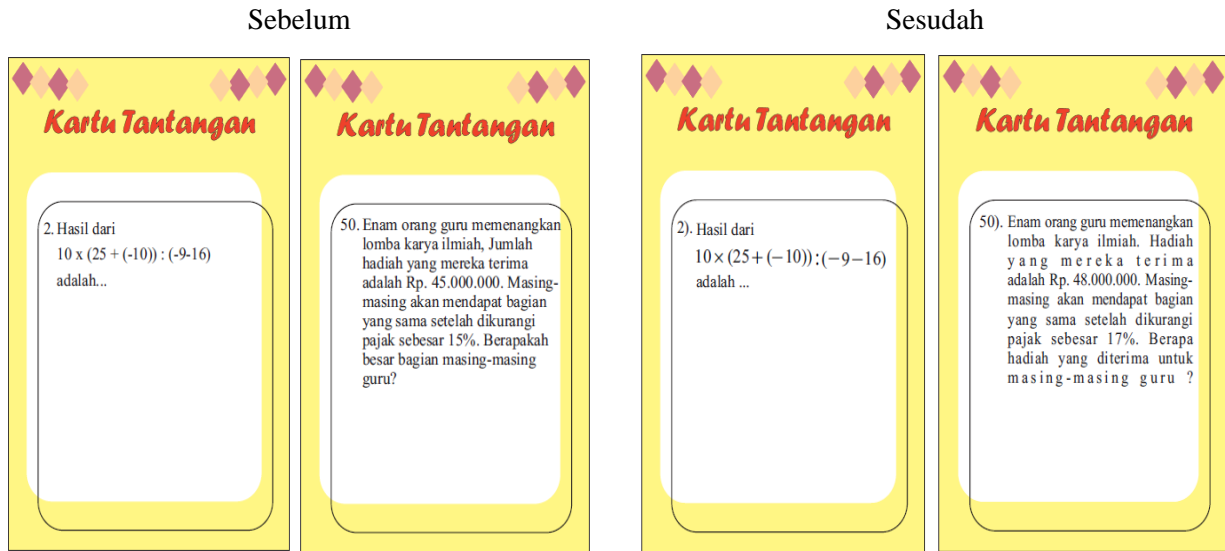 Sebelum
Sesudah
Kartu Tantangan
2. Hasil dari
10 x (25 + (-10)) : (-9-16)
adalah...
Kartu Tantangan
50. Enam orang guru memenangkan
lomba karya ilmiah, Jumlah
hadiah yang mereka terima
adalah Rp. 45.000.000. Masing-
masing akan mendapat bagian
yang sama setelah dikurangi
pajak sebesar 15%. Berapakah
besar bagian masing-masing
guru?
Kartu Tantangan
2). Hasil dari
10×(25+(−10)):(−9−16)
adalah ...
Kartu Tantangan
50). Enam orang guru memenangkan
lomba karya ilmiah. Hadiah
yang mereka terima
adalah Rp. 48.000.000. Masing-
masing akan mendapat bagian
yang sama setelah dikurangi
pajak sebesar 17%. Berapa
hadiah yang diterima untuk
masing-masing guru ?